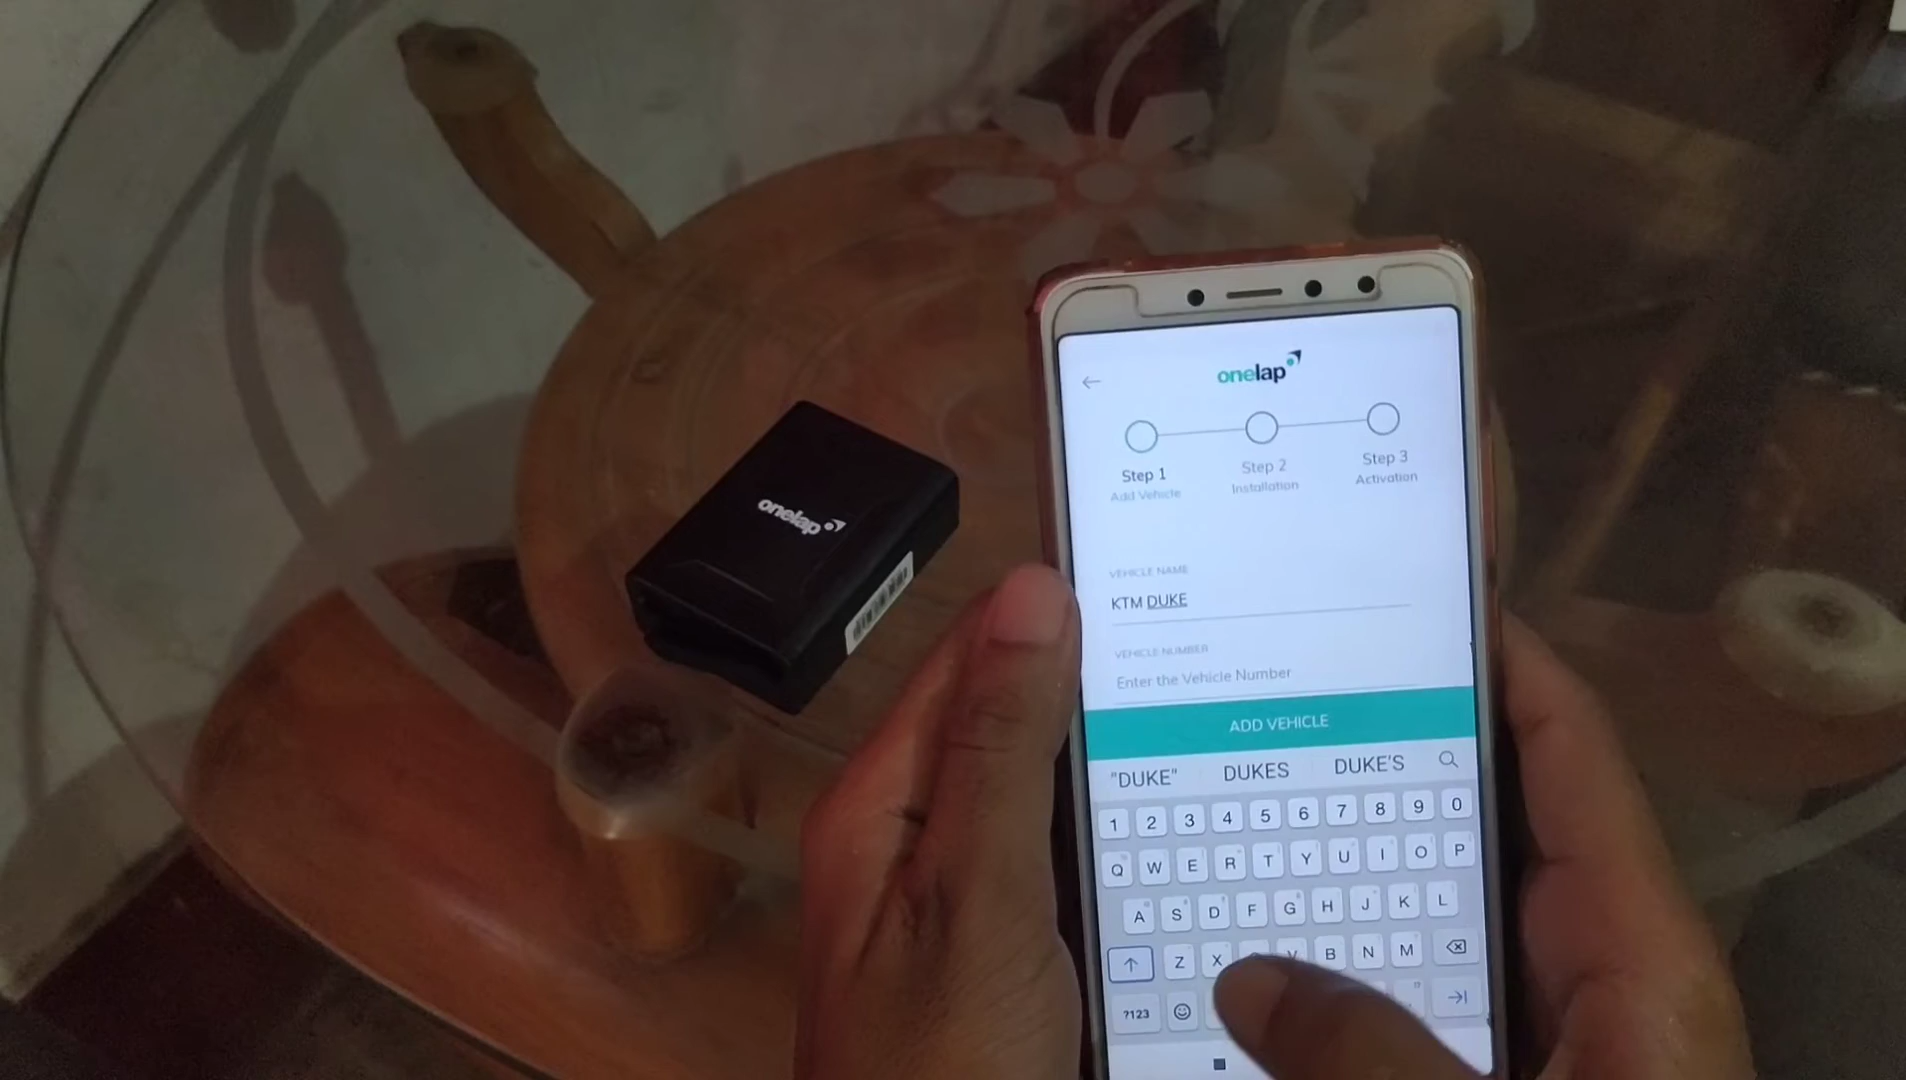 onelap
onelap
Step 1
Add Vehicle
Step 2
Installation
Step 3
Activation
VEHICLE NAME
KTM DUKE
VEHICLE NUMBER
Enter the Vehicle Number
ADD VEHICLE
"DUKE" DUKES DUKE'S
1 2 3 4 5 6 7 8 9 0
Q W E R T Y U I O P
A S D F G H J K L
Z X V B N M
?123